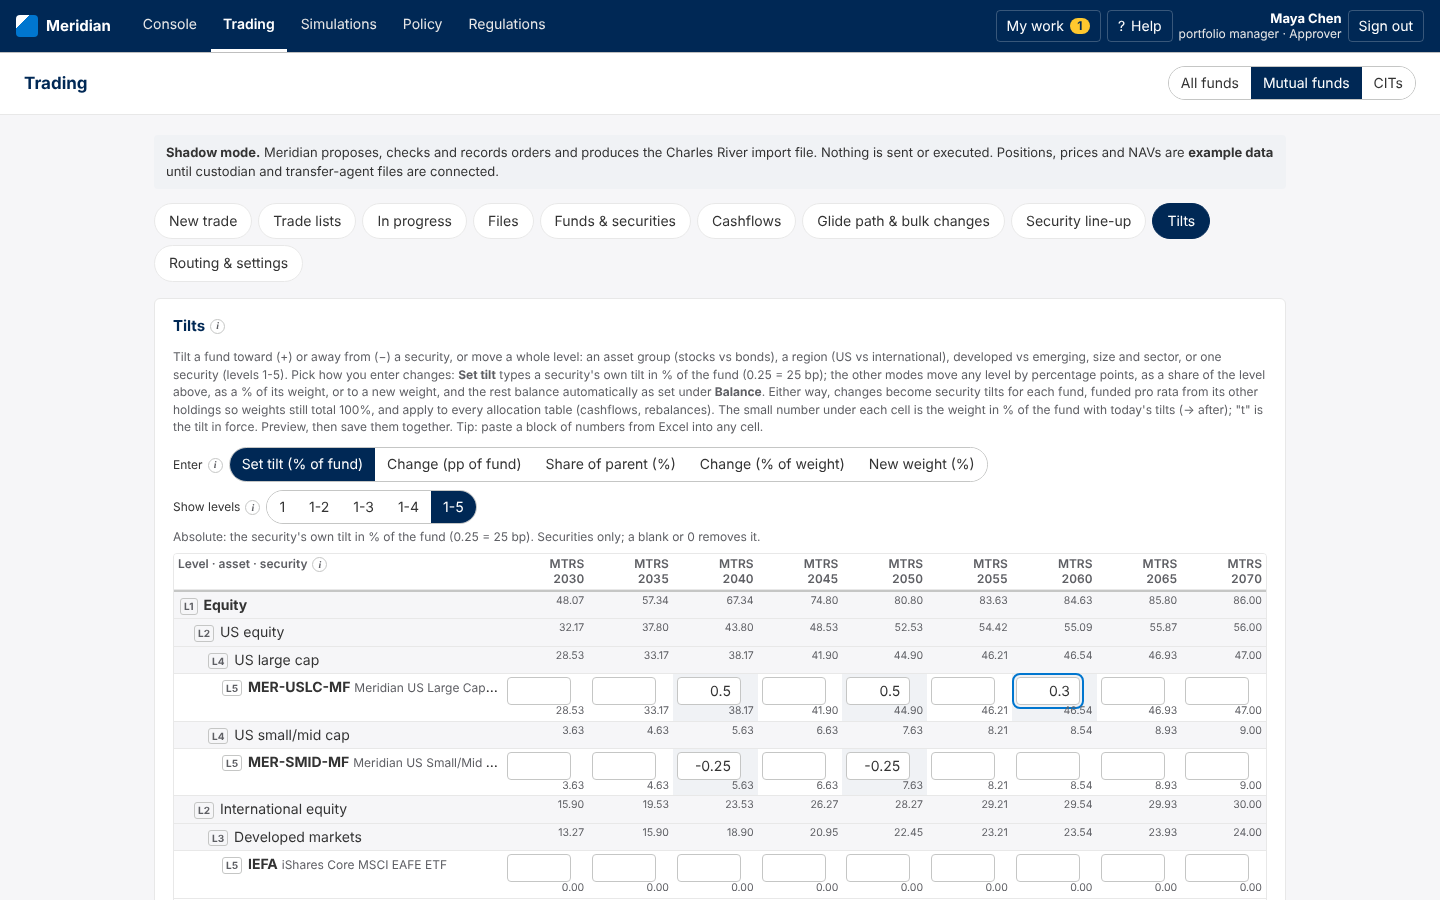 Meridian
Console
Trading
Simulations
Policy
Regulations
My work 1
? Help
Maya Chen
portfolio manager · Approver
Sign out
Trading
All funds
Mutual funds
CITs
Shadow mode. Meridian proposes, checks and records orders and produces the Charles River import file. Nothing is sent or executed. Positions, prices and NAVs are example data
until custodian and transfer-agent files are connected.
New trade
Trade lists
In progress
Files
Funds & securities
Cashflows
Glide path & bulk changes
Security line-up
Tilts
Routing & settings
Tilts i
Tilt a fund toward (+) or away from (−) a security, or move a whole level: an asset group (stocks vs bonds), a region (US vs international), developed vs emerging, size and sector, or one
security (levels 1-5). Pick how you enter changes: Set tilt types a security's own tilt in % of the fund (0.25 = 25 bp); the other modes move any level by percentage points, as a share of the level
above, as a % of its weight, or to a new weight, and the rest balance automatically as set under Balance. Either way, changes become security tilts for each fund, funded pro rata from its other
holdings so weights still total 100%, and apply to every allocation table (cashflows, rebalances). The small number under each cell is the weight in % of the fund with today's tilts (→ after); "t" is
the tilt in force. Preview, then save them together. Tip: paste a block of numbers from Excel into any cell.
Enter i Set tilt (% of fund) Change (pp of fund) Share of parent (%) Change (% of weight) New weight (%)
Show levels i 1 1-2 1-3 1-4 1-5
Absolute: the security's own tilt in % of the fund (0.25 = 25 bp). Securities only; a blank or 0 removes it.
Level · asset · security i MTRS MTRS MTRS MTRS MTRS MTRS MTRS MTRS MTRS
2030 2035 2040 2045 2050 2055 2060 2065 2070
L1 Equity 48.07 57.34 67.34 74.80 80.80 83.63 84.63 85.80 86.00
L2 US equity 32.17 37.80 43.80 48.53 52.53 54.42 55.09 55.87 56.00
L4 US large cap 28.53 33.17 38.17 41.90 44.90 46.21 46.54 46.93 47.00
L5 MER-USLC-MF Meridian US Large Cap... 0.5 0.5 0.3
28.53 33.17 38.17 41.90 44.90 46.21 46.54 46.93 47.00
L4 US small/mid cap 3.63 4.63 5.63 6.63 7.63 8.21 8.54 8.93 9.00
L5 MER-SMID-MF Meridian US Small/Mid ... -0.25 -0.25
3.63 4.63 5.63 6.63 7.63 8.21 8.54 8.93 9.00
L2 International equity 15.90 19.53 23.53 26.27 28.27 29.21 29.54 29.93 30.00
L3 Developed markets 13.27 15.90 18.90 20.95 22.45 23.21 23.54 23.93 24.00
L5 IEFA iShares Core MSCI EAFE ETF
0.00 0.00 0.00 0.00 0.00 0.00 0.00 0.00 0.00